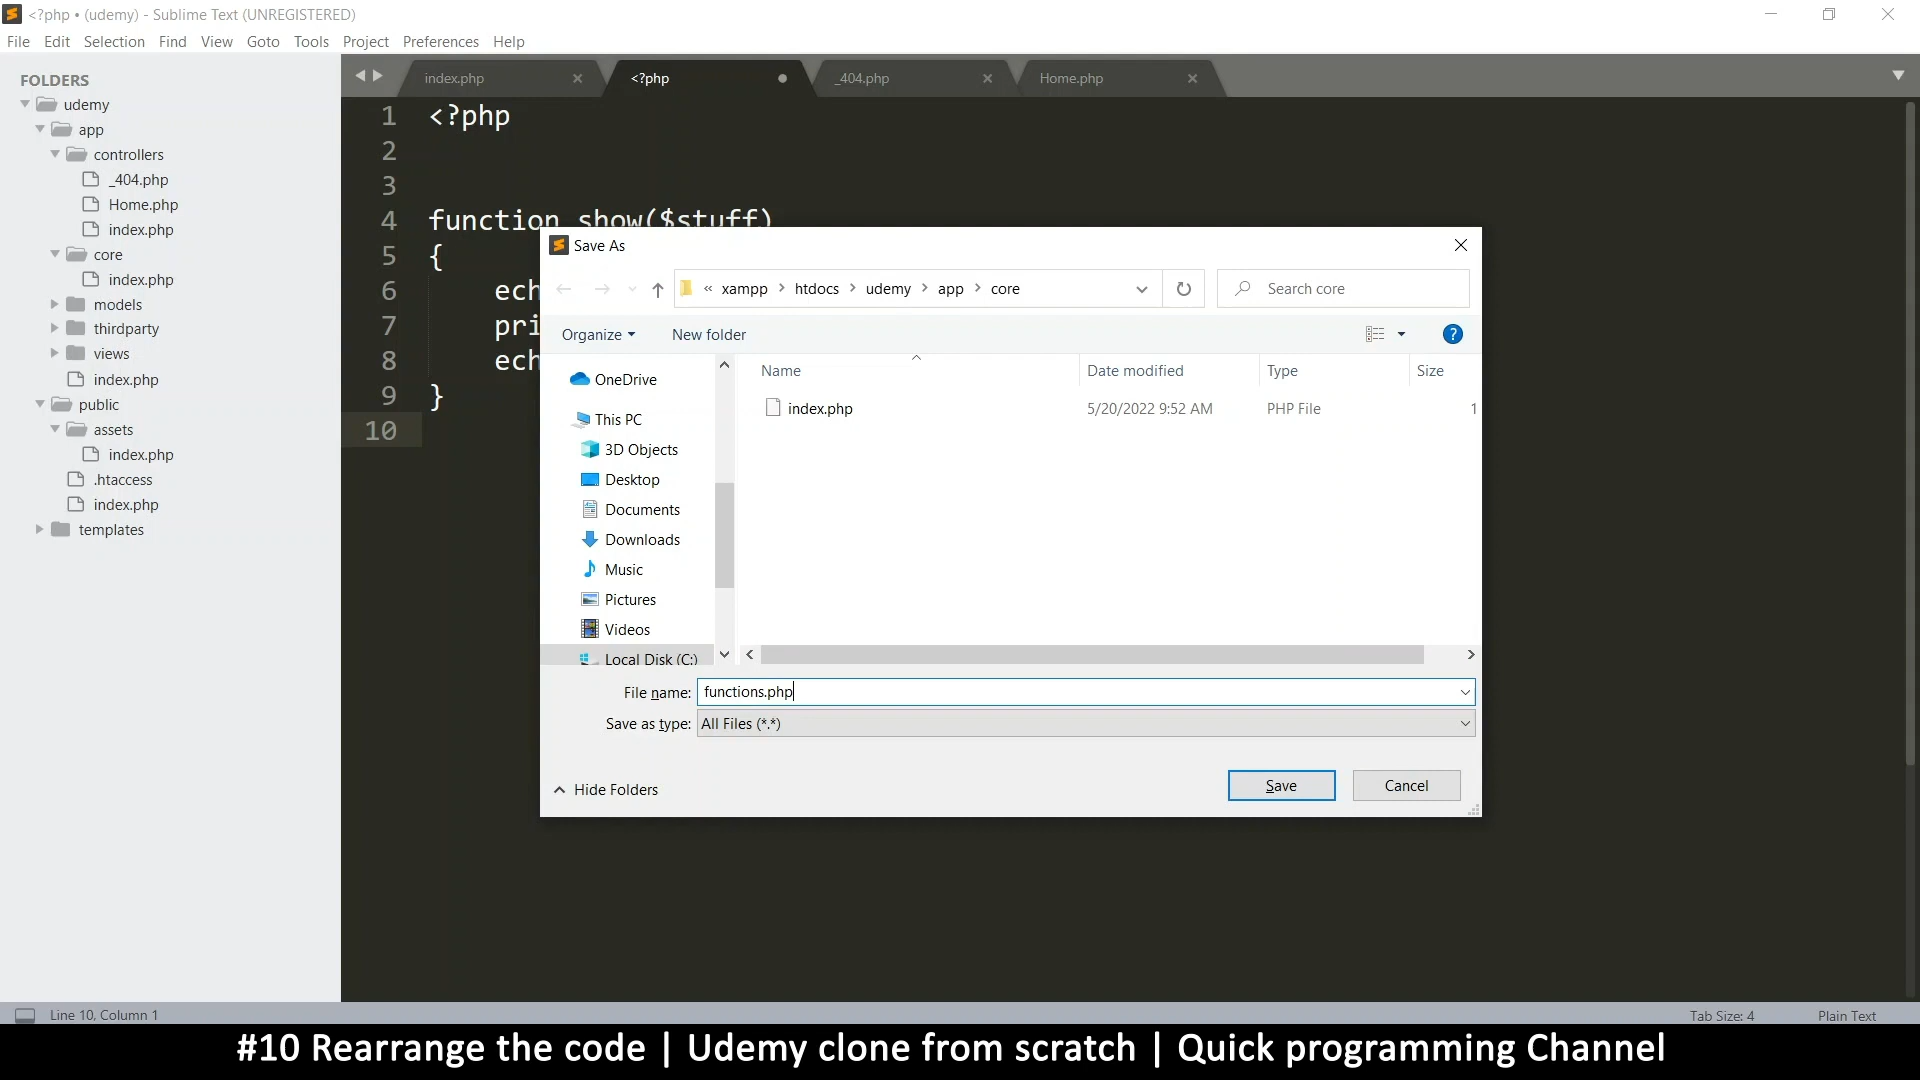 <?php • (udemy) - Sublime Text (UNREGISTERED)
File Edit Selection Find View Goto Tools Project Preferences Help
FOLDERS
udemy
app
controllers
_404.php
Home.php
index.php
core
index.php
models
thirdparty
views
index.php
public
assets
index.php
.htaccess
index.php
templates
index.php <?php _404.php Home.php
1 <?php
2
3
4 function show($stuff)
5 {
6 ech
7 pri
8 ech
9 }
10
Save As
« xampp > htdocs > udemy > app > core
Search core
Organize New folder
OneDrive
This PC
3D Objects
Desktop
Documents
Downloads
Music
Pictures
Videos
Local Disk (C:)
Name Date modified Type Size
index.php 5/20/2022 9:52 AM PHP File 1
File name: functions.php
Save as type: All Files (*.*)
Hide Folders
Save Cancel
Line 10, Column 1
Tab Size: 4 Plain Text
#10 Rearrange the code | Udemy clone from scratch | Quick programming Channel